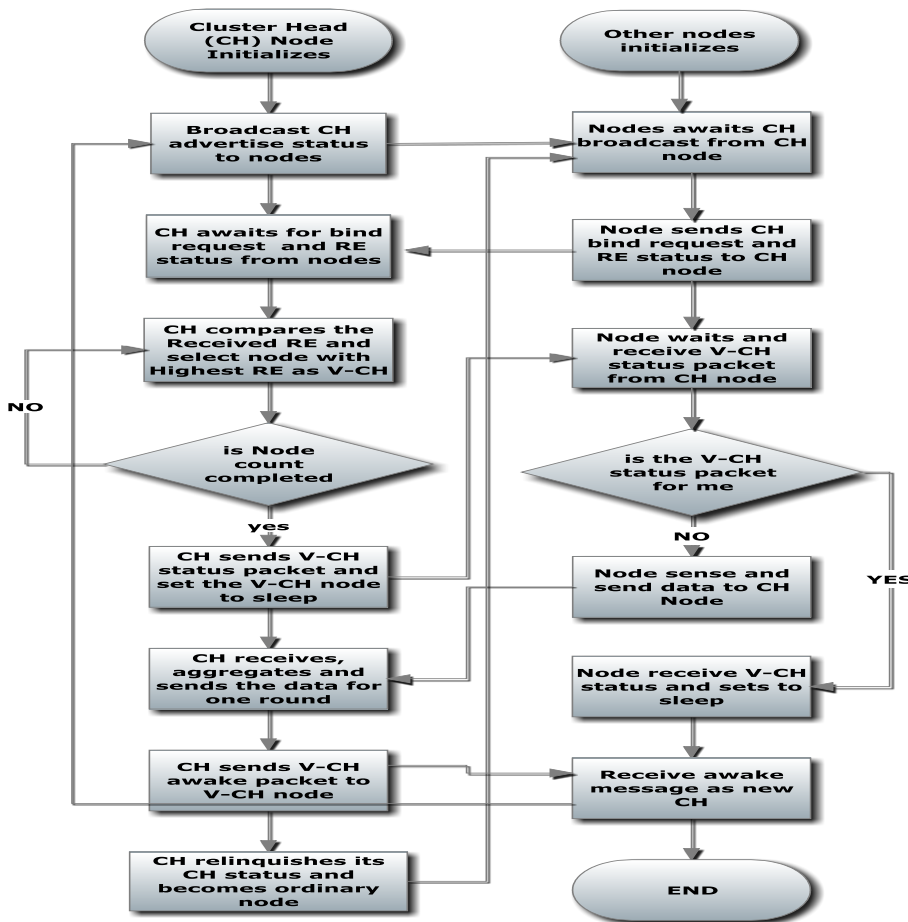 Cluster Head
(CH) Node
Initializes
Broadcast CH
advertise status
to nodes
CH awaits for bind
request and RE
status from nodes
CH compares the
Received RE and
select node with
Highest RE as V-CH
NO
is Node
count
completed
yes
CH sends V-CH
status packet and
set the V-CH node
to sleep
CH receives,
aggregates and
sends the data for
one round
CH sends V-CH
awake packet to
V-CH node
CH relinquishes its
CH status and
becomes ordinary
node
Other nodes
initializes
Nodes awaits CH
broadcast from CH
node
Node sends CH
bind request and
RE status to CH
node
Node waits and
receive V-CH
status packet
from CH node
is the V-CH
status packet
for me
NO
YES
Node sense and
send data to CH
Node
Node receive V-CH
status and sets to
sleep
Receive awake
message as new
CH
END